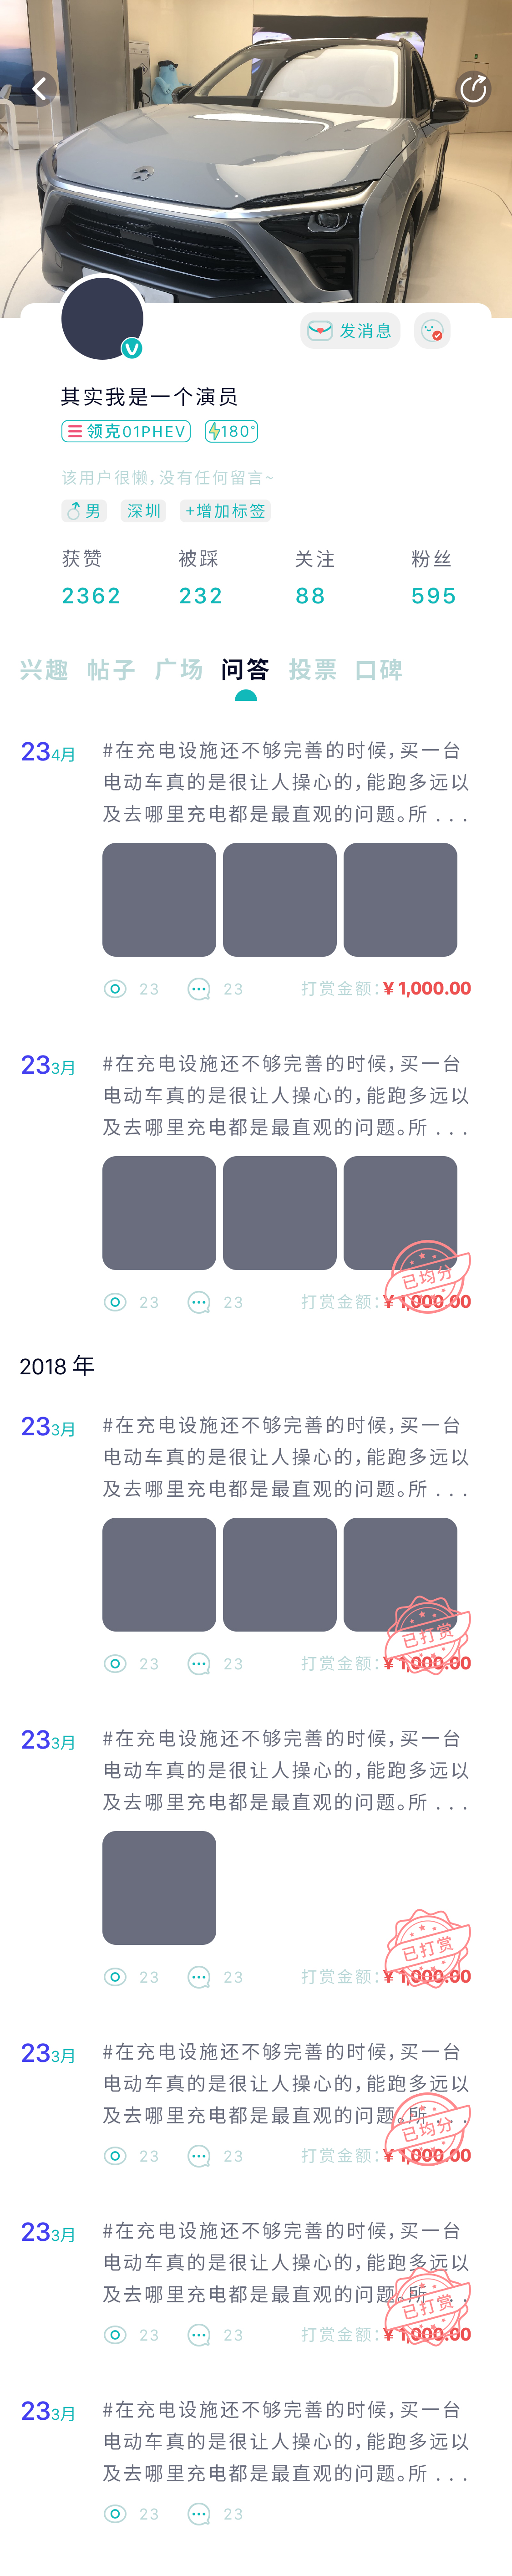 发消息
其实我是一个演员
领克01PHEV 180°
该用户很懒，没有任何留言~
男 深圳 +增加标签
获赞 被踩 关注 粉丝
2362 232 88 595
兴趣 帖子 广场 问答 投票 口碑
234月
#在充电设施还不够完善的时候，买一台
电动车真的是很让人操心的，能跑多远以
及去哪里充电都是最直观的问题。所 . . .
23 23 打赏金额：¥ 1,000.00
233月
#在充电设施还不够完善的时候，买一台
电动车真的是很让人操心的，能跑多远以
及去哪里充电都是最直观的问题。所 . . .
已均分
23 23 打赏金额：¥ 1,000.00
2018 年
233月
#在充电设施还不够完善的时候，买一台
电动车真的是很让人操心的，能跑多远以
及去哪里充电都是最直观的问题。所 . . .
已打赏
23 23 打赏金额：¥ 1,000.00
233月
#在充电设施还不够完善的时候，买一台
电动车真的是很让人操心的，能跑多远以
及去哪里充电都是最直观的问题。所 . . .
已打赏
23 23 打赏金额：¥ 1,000.00
233月
#在充电设施还不够完善的时候，买一台
电动车真的是很让人操心的，能跑多远以
及去哪里充电都是最直观的问题。所 . . .
已均分
23 23 打赏金额：¥ 1,000.00
233月
#在充电设施还不够完善的时候，买一台
电动车真的是很让人操心的，能跑多远以
及去哪里充电都是最直观的问题。所 . . .
已打赏
23 23 打赏金额：¥ 1,000.00
233月
#在充电设施还不够完善的时候，买一台
电动车真的是很让人操心的，能跑多远以
及去哪里充电都是最直观的问题。所 . . .
23 23